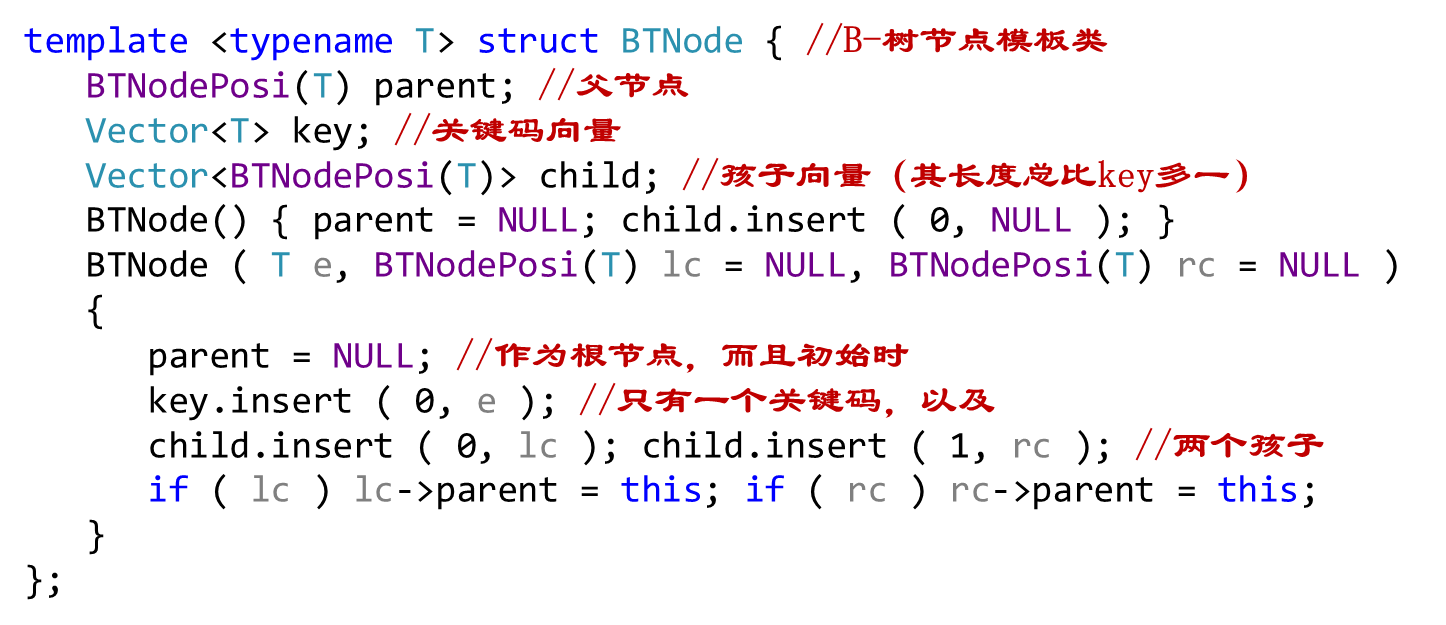 template <typename T> struct BTNode { //B-树节点模板类
   BTNodePosi(T) parent; //父节点
   Vector<T> key; //关键码向量
   Vector<BTNodePosi(T)> child; //孩子向量（其长度总比key多一）
   BTNode() { parent = NULL; child.insert ( 0, NULL ); }
   BTNode ( T e, BTNodePosi(T) lc = NULL, BTNodePosi(T) rc = NULL )
   {
      parent = NULL; //作为根节点，而且初始时
      key.insert ( 0, e ); //只有一个关键码，以及
      child.insert ( 0, lc ); child.insert ( 1, rc ); //两个孩子
      if ( lc ) lc->parent = this; if ( rc ) rc->parent = this;
   }
};